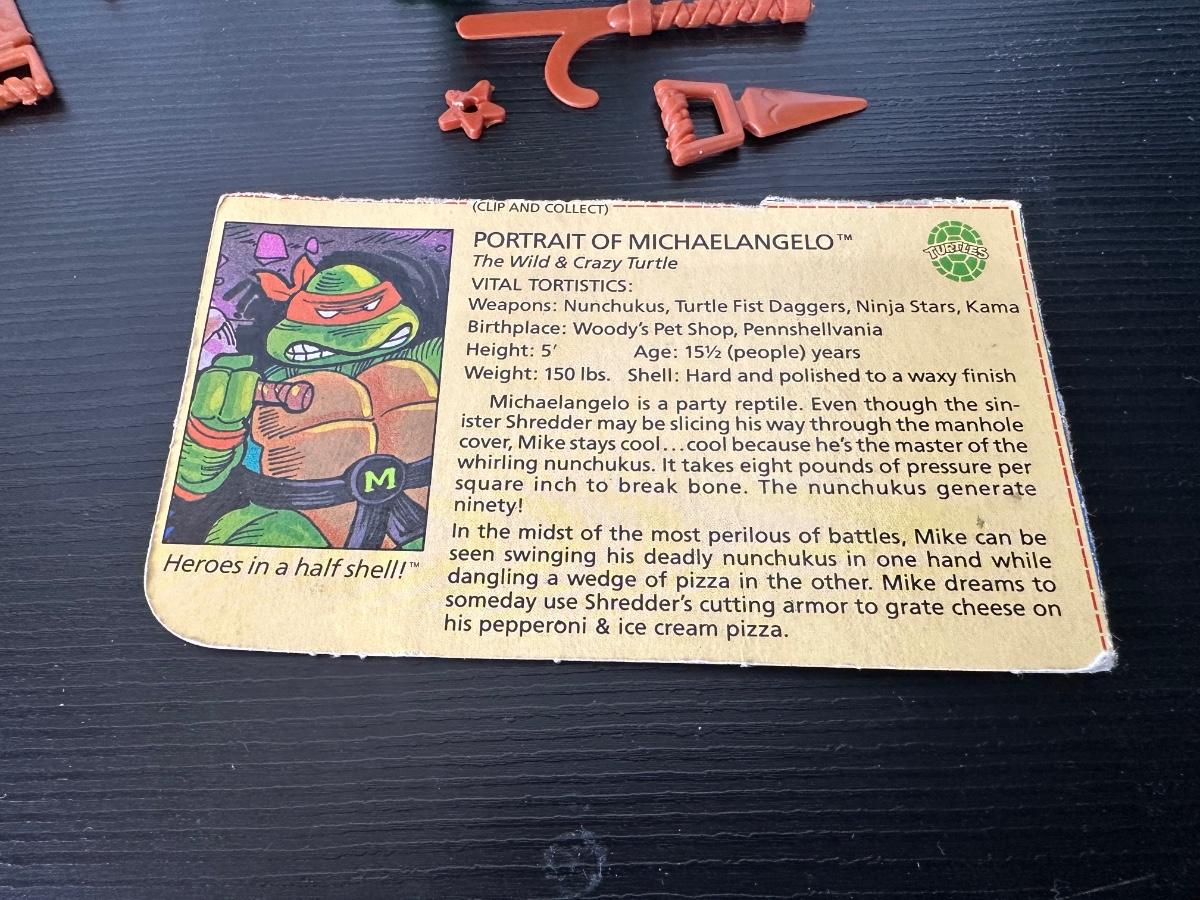 (CLIP AND COLLECT)
PORTRAIT OF MICHAELANGELO™
TURTLES
The Wild & Crazy Turtle
VITAL TORTISTICS:
Weapons: Nunchukus, Turtle Fist Daggers, Ninja Stars, Kama
Birthplace: Woody's Pet Shop, Pennshellvania
Height: 5′ Age: 15½ (people) years
Weight: 150 lbs. Shell: Hard and polished to a waxy finish
Michaelangelo is a party reptile. Even though the sin-
ister Shredder may be slicing his way through the manhole
cover, Mike stays cool...cool because he's the master of the
whirling nunchukus. It takes eight pounds of pressure per
square inch to break bone. The nunchukus generate
ninety!
In the midst of the most perilous of battles, Mike can be
seen swinging his deadly nunchukus in one hand while
dangling a wedge of pizza in the other. Mike dreams to
someday use Shredder's cutting armor to grate cheese on
his pepperoni & ice cream pizza.
M
Heroes in a half shell!™